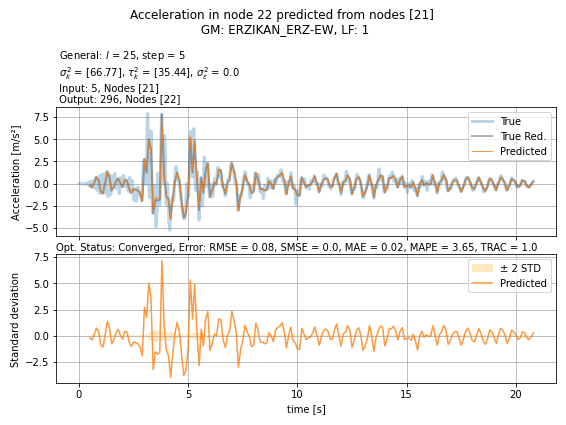 Acceleration in node 22 predicted from nodes [21]
GM: ERZIKAN_ERZ-EW, LF: 1
General: l = 25, step = 5
σ²ₖ = [66.77], τ²ₖ = [35.44], σ²ε = 0.0
Input: 5, Nodes [21]
Output: 296, Nodes [22]
7.5
5.0
2.5
0.0
−2.5
−5.0
Acceleration [m/s²]
True
True Red.
Predicted
Opt. Status: Converged, Error: RMSE = 0.08, SMSE = 0.0, MAE = 0.02, MAPE = 3.65, TRAC = 1.0
7.5
5.0
2.5
0.0
−2.5
Standard deviation
± 2 STD
Predicted
0
5
10
15
20
time [s]